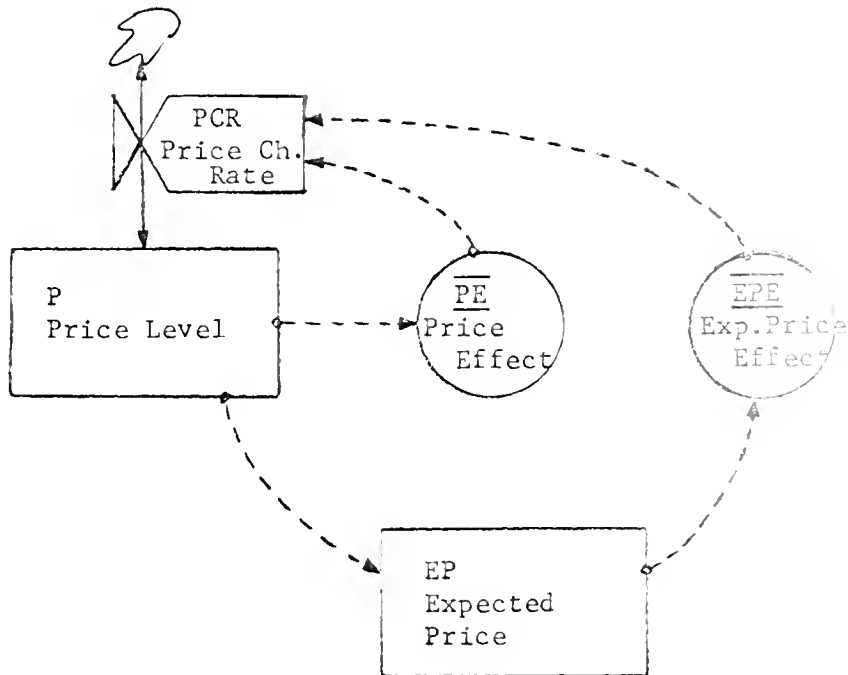 PCR
Price Ch.
Rate
P
Price Level
PE
Price
Effect
EPE
Exp.Price
Effect
EP
Expected
Price